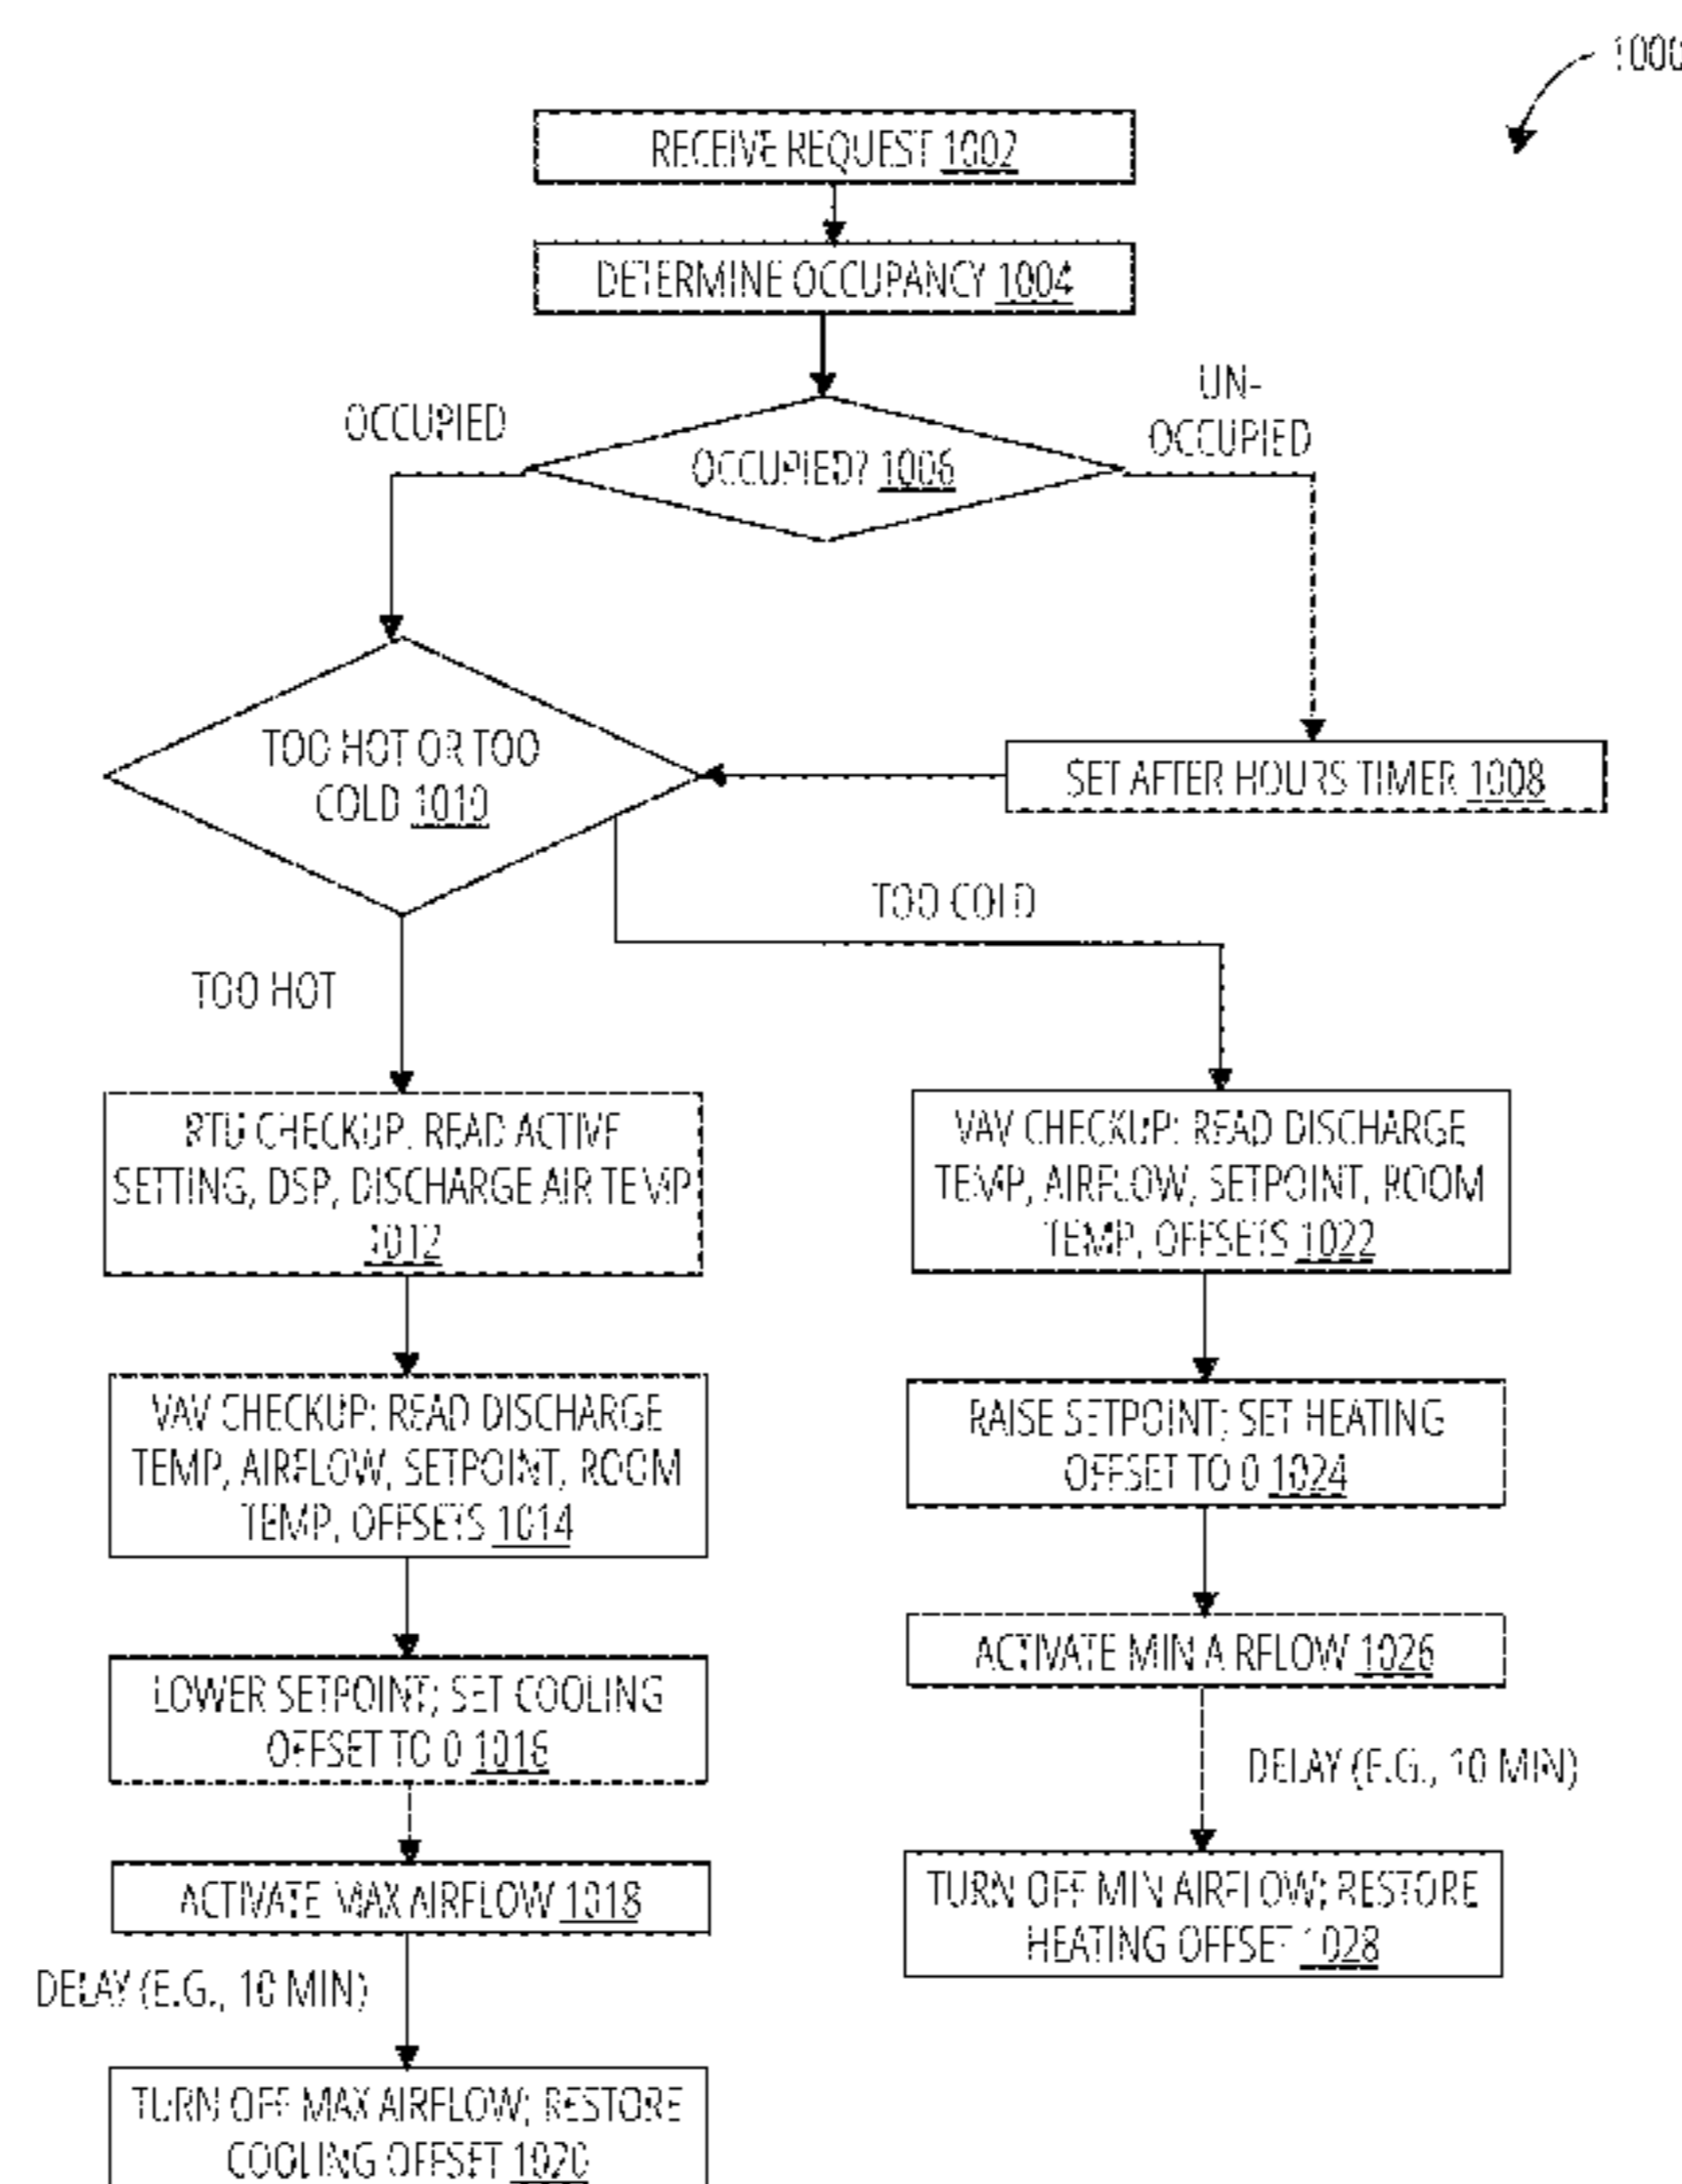 1000
RECEIVE REQUEST 1002
DETERMINE OCCUPANCY 1004
OCCUPIED
UN-
OCCUPIED
OCCUPIED? 1006
TOO HOT OR TOO
COLD 1010
SET AFTER HOURS TIMER 1008
TOO COLD
TOO HOT
RTU CHECKUP: READ ACTIVE
SETTING, DSP, DISCHARGE AIR TEMP
1012
VAV CHECKUP: READ DISCHARGE
TEMP, AIRFLOW, SETPOINT, ROOM
TEMP, OFFSETS 1022
VAV CHECKUP: READ DISCHARGE
TEMP, AIRFLOW, SETPOINT, ROOM
TEMP, OFFSETS 1014
RAISE SETPOINT; SET HEATING
OFFSET TO 0 1024
LOWER SETPOINT; SET COOLING
OFFSET TO 0 1016
ACTIVATE MIN AIRFLOW 1026
DELAY (E.G., 10 MIN)
ACTIVATE MAX AIRFLOW 1018
TURN OFF MIN AIRFLOW; RESTORE
HEATING OFFSET 1028
DELAY (E.G., 10 MIN)
TURN OFF MAX AIRFLOW; RESTORE
COOLING OFFSET 1020